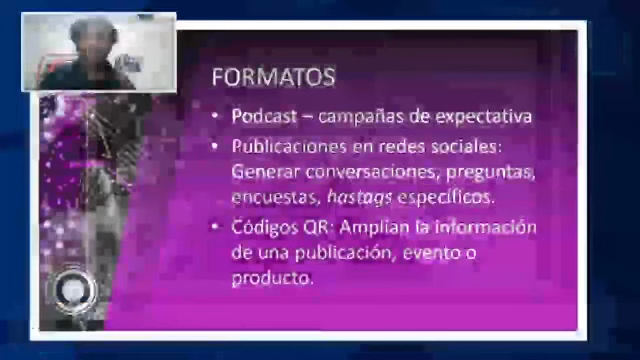 FORMATOS
• Podcast – campañas de expectativa
• Publicaciones en redes sociales:
Generar conversaciones, preguntas,
encuestas, hastags específicos.
• Códigos QR: Amplian la información
de una publicación, evento o
producto.